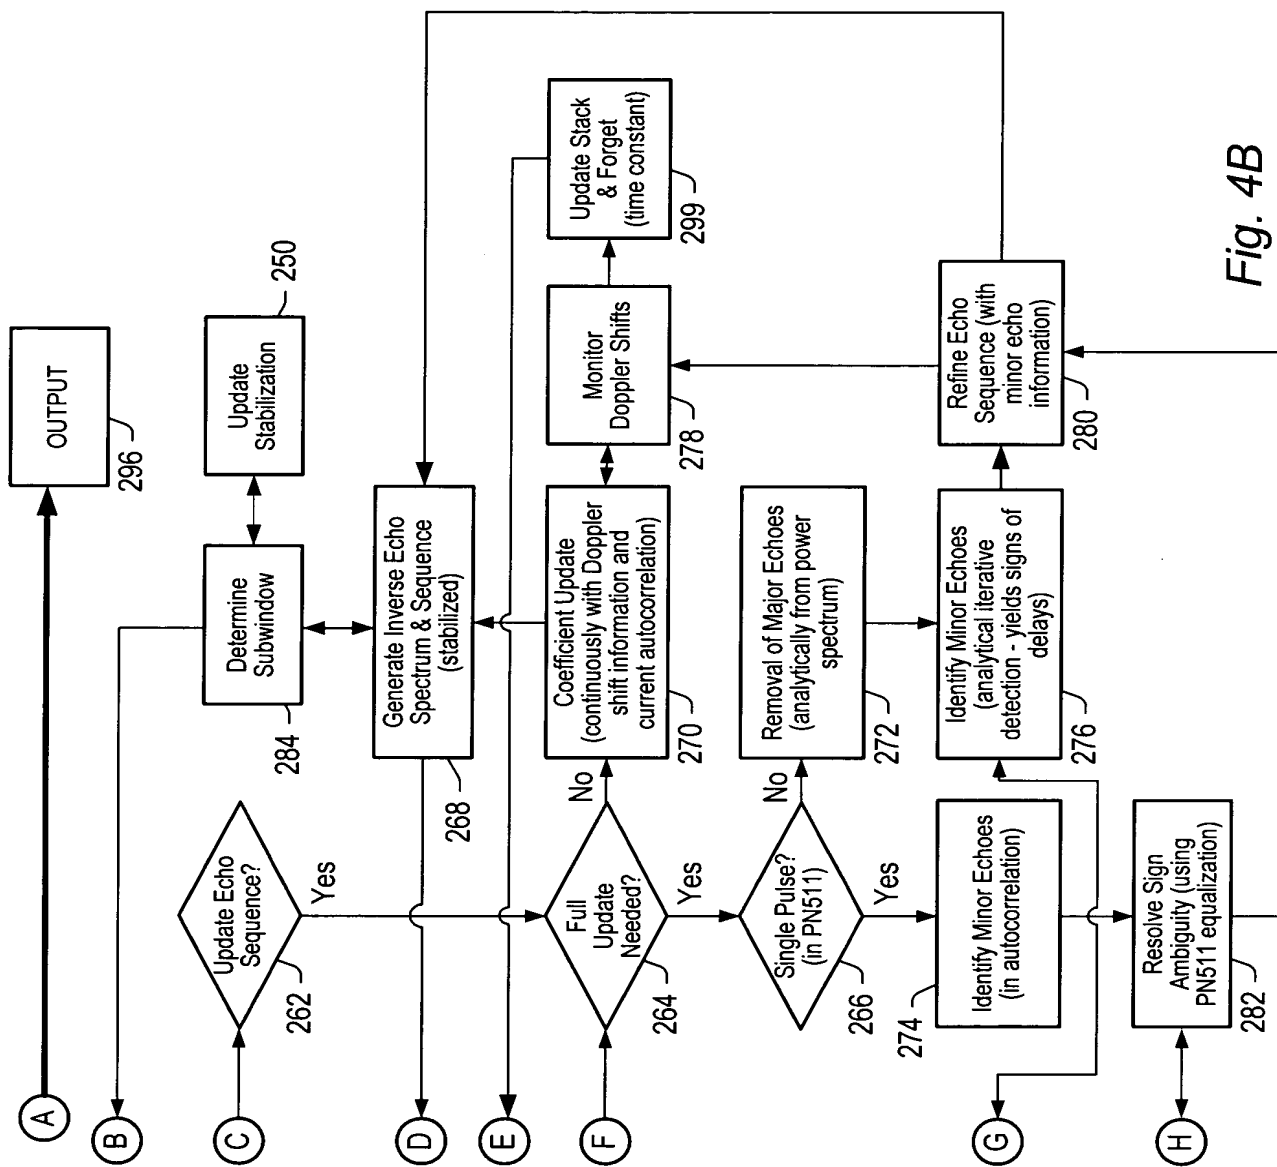 A
OUTPUT
296
B
Determine
Subwindow
284
Update
Stabilization
250
C
Update Echo
Sequence?
262
Yes
D
Generate Inverse Echo
Spectrum & Sequence
(stabilized)
268
E
Update Stack
& Forget
(time constant)
299
F
Full
Update
Needed?
264
No
Yes
Coefficient Update
(continuously with Doppler
shift information and
current autocorrelation)
270
Monitor
Doppler Shifts
278
Single Pulse?
(in PN511)
266
No
Yes
Removal of Major Echoes
(analytically from power
spectrum)
272
G
Identify Minor Echoes
(in autocorrelation)
274
Identify Minor Echoes
(analytical iterative
detection - yields signs of
delays)
276
Refine Echo
Sequence (with
minor echo
information)
280
H
Resolve Sign
Ambiguity (using
PN511 equalization)
282
Fig. 4B